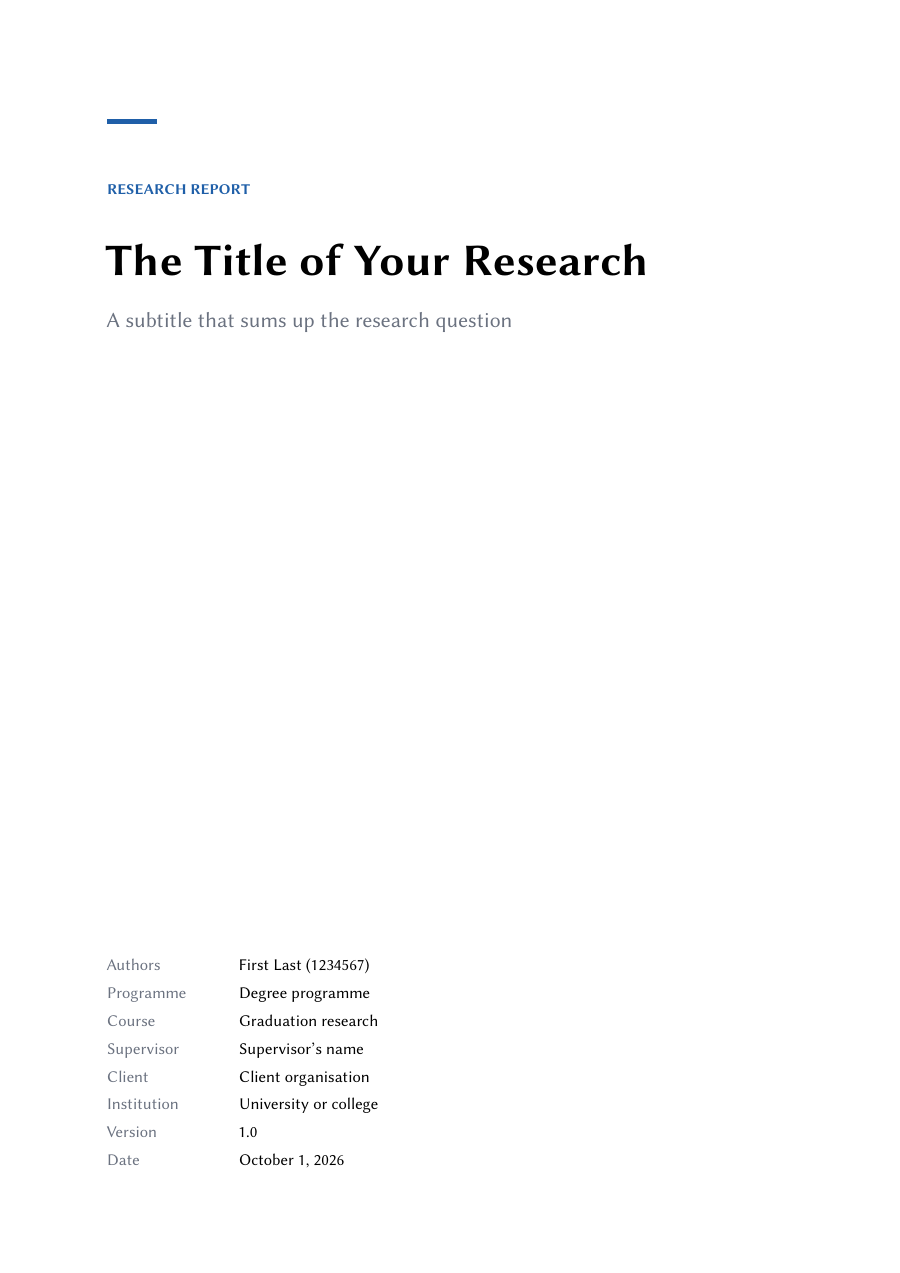 RESEARCH REPORT
The Title of Your Research
A subtitle that sums up the research question
Authors First Last (1234567)
Programme Degree programme
Course Graduation research
Supervisor Supervisor’s name
Client Client organisation
Institution University or college
Version 1.0
Date October 1, 2026